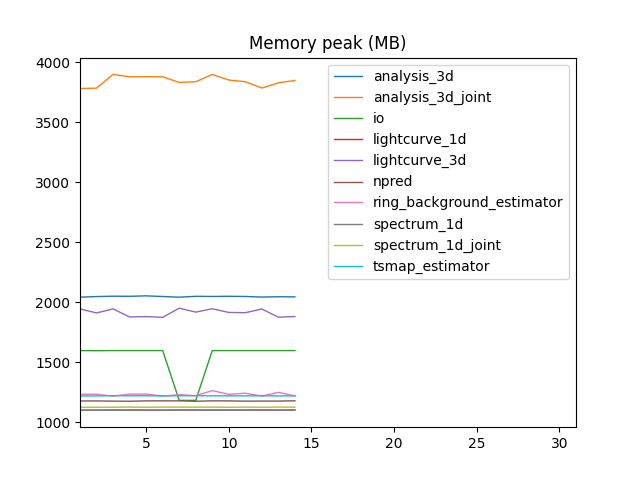 Memory peak (MB)
4000
3500
3000
2500
2000
1500
1000
analysis_3d
analysis_3d_joint
io
lightcurve_1d
lightcurve_3d
npred
ring_background_estimator
spectrum_1d
spectrum_1d_joint
tsmap_estimator
5 10 15 20 25 30